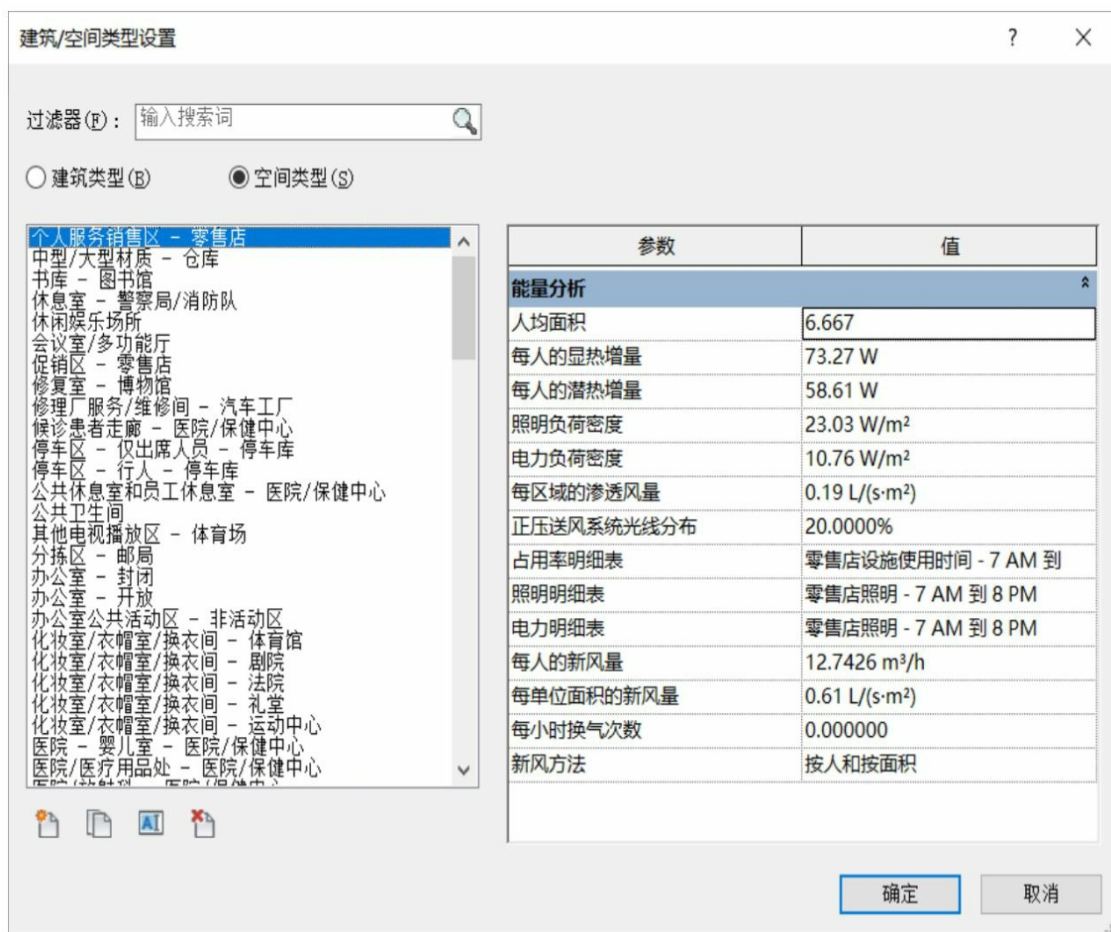 建筑/空间类型设置
?
过滤器(F)：
输入搜索词
建筑类型(B)
空间类型(S)
个人服务销售区 - 零售店
中型/大型材质 - 仓库
书库 - 图书馆
休息室 - 警察局/消防队
休闲娱乐场所
会议室/多功能厅
促销区 - 零售店
修复室 - 博物馆
修理厂服务/维修间 - 汽车工厂
候诊患者走廊 - 医院/保健中心
停车区 - 仅出席人员 - 停车库
停车区 - 行人 - 停车库
公共休息室和员工休息室 - 医院/保健中心
公共卫生间
其他电视播放区 - 体育场
分拣区 - 邮局
办公室 - 封闭
办公室 - 开放
办公室公共活动区 - 非活动区
化妆室/衣帽室/换衣间 - 体育馆
化妆室/衣帽室/换衣间 - 剧院
化妆室/衣帽室/换衣间 - 法院
化妆室/衣帽室/换衣间 - 礼堂
化妆室/衣帽室/换衣间 - 运动中心
医院 - 婴儿室 - 医院/保健中心
医院/医疗用品处 - 医院/保健中心
AI
参数 值
能量分析
人均面积 6.667
每人的显热增量 73.27 W
每人的潜热增量 58.61 W
照明负荷密度 23.03 W/m²
电力负荷密度 10.76 W/m²
每区域的渗透风量 0.19 L/(s·m²)
正压送风系统光线分布 20.0000%
占用率明细表 零售店设施使用时间 - 7 AM 到
照明明细表 零售店照明 - 7 AM 到 8 PM
电力明细表 零售店照明 - 7 AM 到 8 PM
每人的新风量 12.7426 m³/h
每单位面积的新风量 0.61 L/(s·m²)
每小时换气次数 0.000000
新风方法 按人和按面积
确定
取消